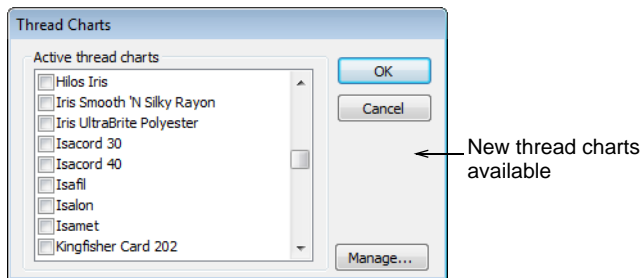 Thread Charts
Active thread charts
Hilos Iris
Iris Smooth 'N Silky Rayon
Iris UltraBrite Polyester
Isacord 30
Isacord 40
Isafil
Isalon
Isamet
Kingfisher Card 202
OK
Cancel
Manage...
New thread charts
available